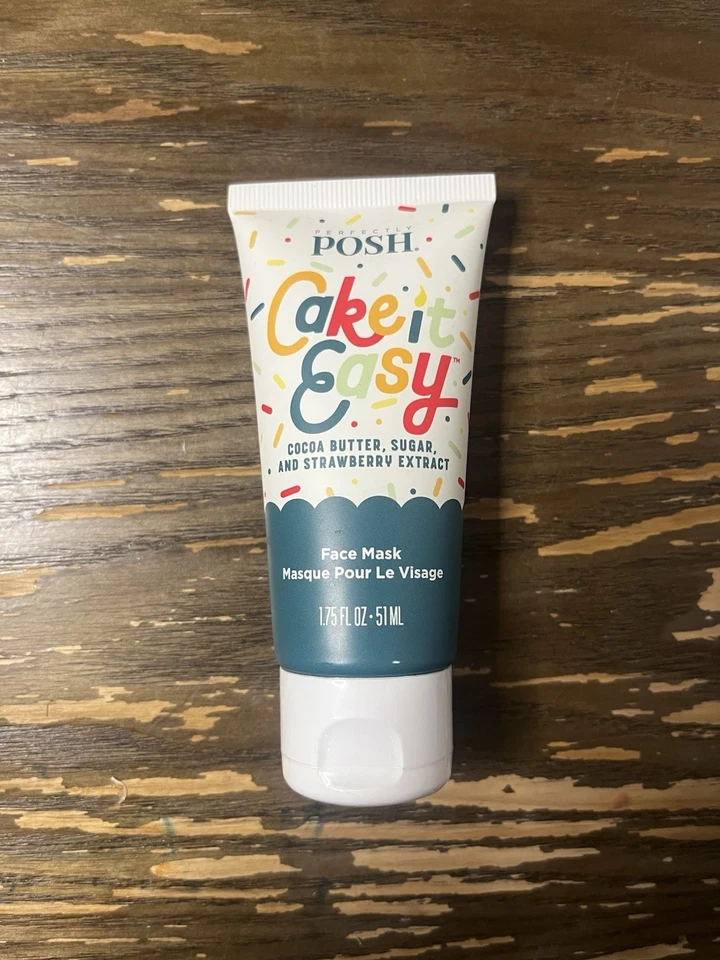 PERFECTLY
POSH®
Cake it
Easy™
COCOA BUTTER, SUGAR,
AND STRAWBERRY EXTRACT
Face Mask
Masque Pour Le Visage
1.75 FL OZ • 51 ML